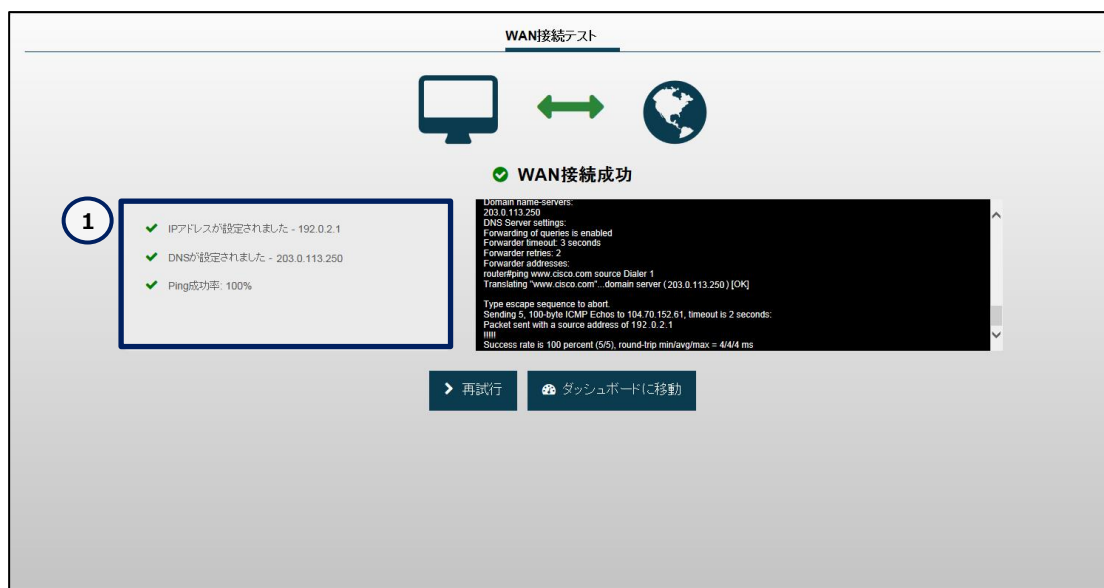 WAN接続テスト
WAN接続成功
1
IPアドレスが設定されました - 192.0.2.1
DNSが設定されました - 203.0.113.250
Ping成功率: 100%
Domain name-servers:
203.0.113.250
DNS Server settings:
Forwarding of queries is enabled
Forwarder timeout: 3 seconds
Forwarder retries: 2
Forwarder addresses:
router#ping www.cisco.com source Dialer 1
Translating "www.cisco.com"...domain server (203.0.113.250) [OK]
Type escape sequence to abort.
Sending 5, 100-byte ICMP Echos to 104.70.152.61, timeout is 2 seconds:
Packet sent with a source address of 192.0.2.1
!!!!!
Success rate is 100 percent (5/5), round-trip min/avg/max = 4/4/4 ms
再試行
ダッシュボードに移動